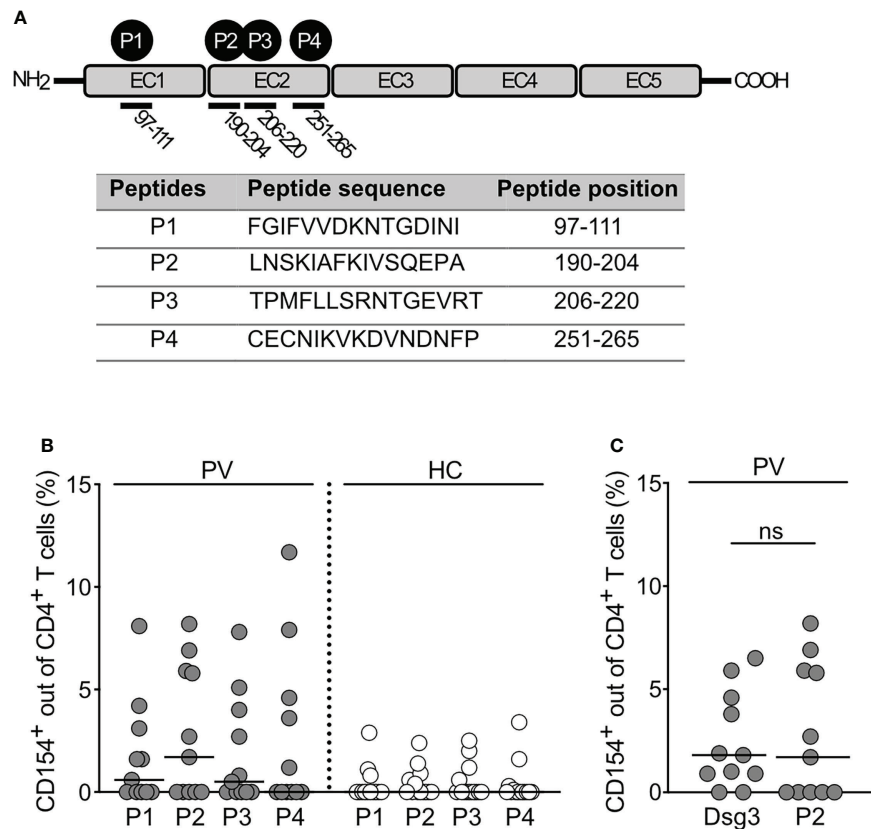 A
P1 P2 P3 P4
NH2 EC1 EC2 EC3 EC4 EC5 COOH
97-111 190-204 206-220 251-265
Peptides Peptide sequence Peptide position
P1 FGIFVVDKNTGDINI 97-111
P2 LNSKIAFKIVSQEPA 190-204
P3 TPMFLLSRNTGEVRT 206-220
P4 CECNIKVKDVNDNFP 251-265
B
CD154+ out of CD4+ T cells (%)
15
10
5
0
PV HC
P1 P2 P3 P4 P1 P2 P3 P4
C
CD154+ out of CD4+ T cells (%)
15
10
5
0
PV
ns
Dsg3 P2